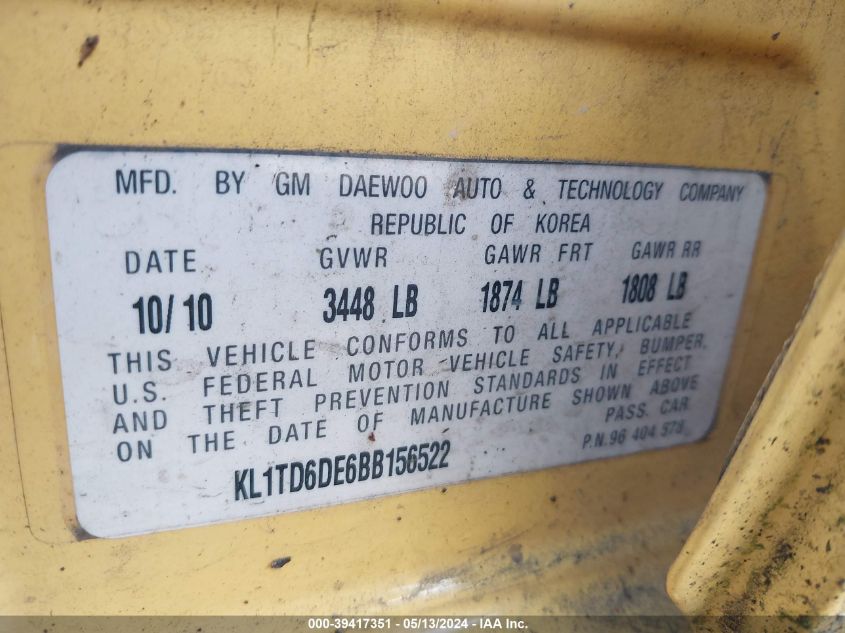 MFD. BY GM DAEWOO AUTO & TECHNOLOGY COMPANY
REPUBLIC OF KOREA
DATE GVWR GAWR FRT GAWR RR
10/10 3448 LB 1874 LB 1808 LB
THIS VEHICLE CONFORMS TO ALL APPLICABLE
U.S. FEDERAL MOTOR VEHICLE SAFETY, BUMPER,
AND THEFT PREVENTION STANDARDS IN EFFECT
ON THE DATE OF MANUFACTURE SHOWN ABOVE
PASS. CAR
KL1TD6DE6BB156522 P.N.96 404 578
000-39417351 - 05/13/2024 - IAA Inc.